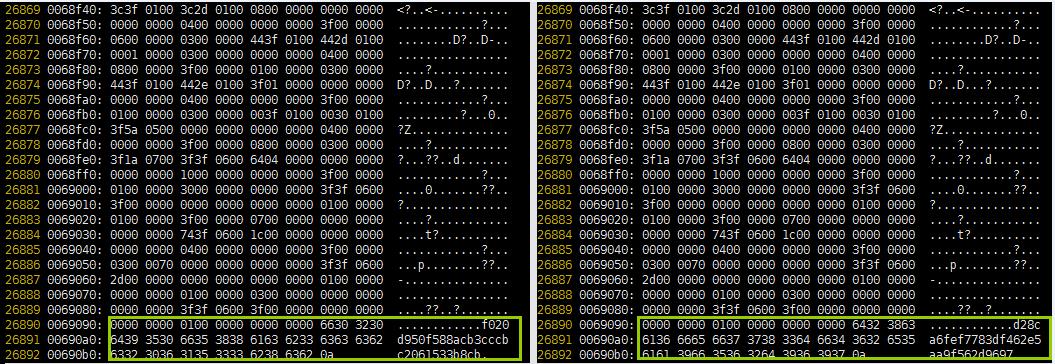 26869 0068f40: 3c3f 0100 3c2d 0100 0800 0000 0000 0000 <?..<-..........
26870 0068f50: 0000 0000 0400 0000 0000 0000 3f00 0000 ............?...
26871 0068f60: 0600 0000 0300 0000 443f 0100 442d 0100 ........D?..D-..
26872 0068f70: 0001 0000 0300 0000 0000 0000 0400 0000 ................
26873 0068f80: 0800 0000 3f00 0000 0100 0000 0300 0000 ....?...........
26874 0068f90: 443f 0100 442e 0100 3f01 0000 0000 0000 D?..D...?.......
26875 0068fa0: 0000 0000 0400 0000 0000 0000 3f00 0000 ............?...
26876 0068fb0: 0100 0000 0300 0000 003f 0100 0030 0100 .........?...0..
26877 0068fc0: 3f5a 0500 0000 0000 0000 0000 0400 0000 ?Z..............
26878 0068fd0: 0000 0000 3f00 0000 0800 0000 0300 0000 ....?...........
26879 0068fe0: 3f1a 0700 3f3f 0600 6404 0000 0000 0000 ?...??..d.......
26880 0068ff0: 0000 0000 1000 0000 0000 0000 3f00 0000 ............?...
26881 0069000: 0100 0000 3000 0000 0000 0000 3f3f 0600 ....0.......??..
26882 0069010: 3f00 0000 0000 0000 0000 0000 0100 0000 ?...............
26883 0069020: 0100 0000 3f00 0000 0700 0000 0000 0000 ....?...........
26884 0069030: 0000 0000 743f 0600 1c00 0000 0000 0000 ....t?..........
26885 0069040: 0000 0000 0400 0000 0000 0000 3f00 0000 ............?...
26886 0069050: 0300 0070 0000 0000 0000 0000 3f3f 0600 ...p........??..
26887 0069060: 2d00 0000 0000 0000 0000 0000 0100 0000 -...............
26888 0069070: 0000 0000 0100 0000 0300 0000 0000 0000 ................
26889 0069080: 0000 0000 3f3f 0600 3f00 0000 0000 0000 ....??..?.......
26890 0069090: 0000 0000 0100 0000 0000 0000 6630 3230 ............f020
26891 00690a0: 6439 3530 6635 3838 6163 6233 6363 6362 d950f588acb3cccb
26892 00690b0: 6332 3036 3135 3333 6238 6362 0a c2061533b8cb.
26869 0068f40: 3c3f 0100 3c2d 0100 0800 0000 0000 0000 <?..<-..........
26870 0068f50: 0000 0000 0400 0000 0000 0000 3f00 0000 ............?...
26871 0068f60: 0600 0000 0300 0000 443f 0100 442d 0100 ........D?..D-..
26872 0068f70: 0001 0000 0300 0000 0000 0000 0400 0000 ................
26873 0068f80: 0800 0000 3f00 0000 0100 0000 0300 0000 ....?...........
26874 0068f90: 443f 0100 442e 0100 3f01 0000 0000 0000 D?..D...?.......
26875 0068fa0: 0000 0000 0400 0000 0000 0000 3f00 0000 ............?...
26876 0068fb0: 0100 0000 0300 0000 003f 0100 0030 0100 .........?...0..
26877 0068fc0: 3f5a 0500 0000 0000 0000 0000 0400 0000 ?Z..............
26878 0068fd0: 0000 0000 3f00 0000 0800 0000 0300 0000 ....?...........
26879 0068fe0: 3f1a 0700 3f3f 0600 6404 0000 0000 0000 ?...??..d.......
26880 0068ff0: 0000 0000 1000 0000 0000 0000 3f00 0000 ............?...
26881 0069000: 0100 0000 3000 0000 0000 0000 3f3f 0600 ....0.......??..
26882 0069010: 3f00 0000 0000 0000 0000 0000 0100 0000 ?...............
26883 0069020: 0100 0000 3f00 0000 0700 0000 0000 0000 ....?...........
26884 0069030: 0000 0000 743f 0600 1c00 0000 0000 0000 ....t?..........
26885 0069040: 0000 0000 0400 0000 0000 0000 3f00 0000 ............?...
26886 0069050: 0300 0070 0000 0000 0000 0000 3f3f 0600 ...p........??..
26887 0069060: 2d00 0000 0000 0000 0000 0000 0100 0000 -...............
26888 0069070: 0000 0000 0100 0000 0300 0000 0000 0000 ................
26889 0069080: 0000 0000 3f3f 0600 3f00 0000 0000 0000 ....??..?.......
26890 0069090: 0000 0000 0100 0000 0000 0000 6432 3863 ............d28c
26891 00690a0: 6136 6665 6637 3738 3364 6634 3632 6535 a6fef7783df462e5
26892 00690b0: 6161 3966 3536 3264 3936 3937 0a aa9f562d9697.